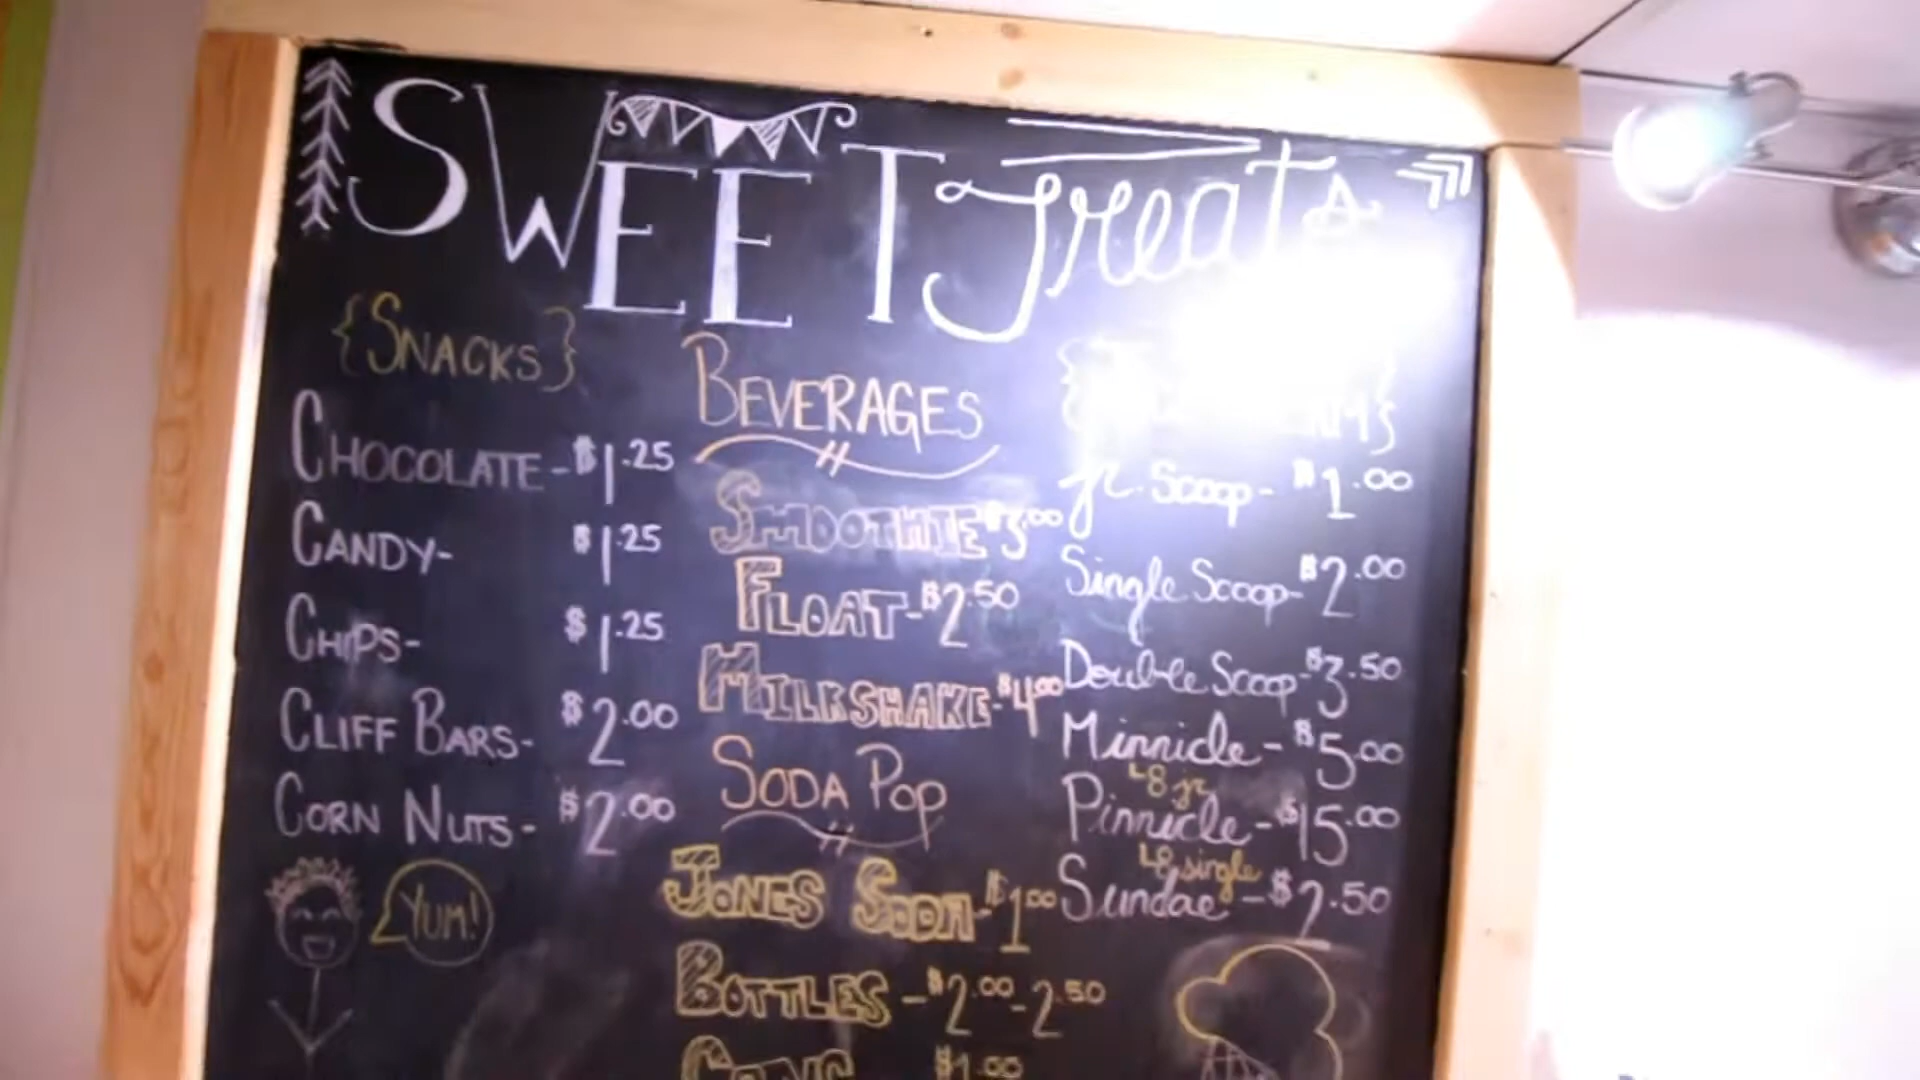 SWEET Treats
{SNACKS}
CHOCOLATE - $1.25
CANDY- $1.25
CHIPS- $1.25
CLIFF BARS- $2.00
CORN NUTS- $2.00
YUM!
BEVERAGES
SMOOTHIE $3.00
FLOAT- $2.50
MILKSHAKE- $4.00
SODA POP
JONES SODA- $1.00
BOTTLES - $2.00-2.50
$1.00
jr. Scoop- $1.00
Single Scoop- $2.00
Double Scoop- $3.50
Minnicle- $5.00
8 jr
Pinnicle- $15.00
8 single
Sundae - $2.50